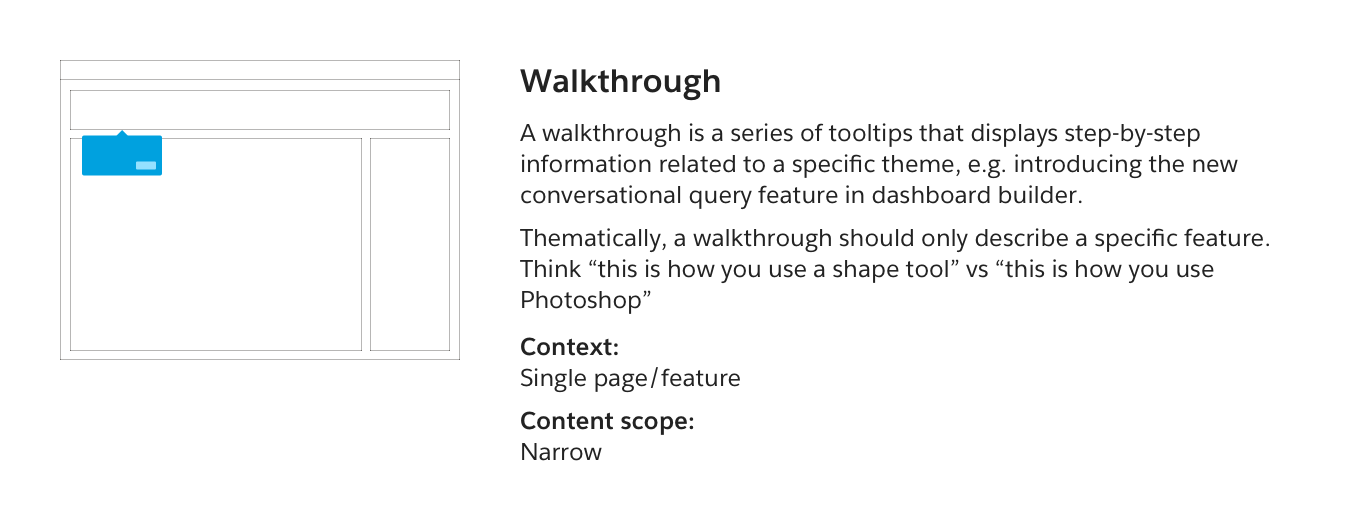 Walkthrough
A walkthrough is a series of tooltips that displays step-by-step
information related to a specific theme, e.g. introducing the new
conversational query feature in dashboard builder.
Thematically, a walkthrough should only describe a specific feature.
Think “this is how you use a shape tool” vs “this is how you use
Photoshop”
Context:
Single page/feature
Content scope:
Narrow